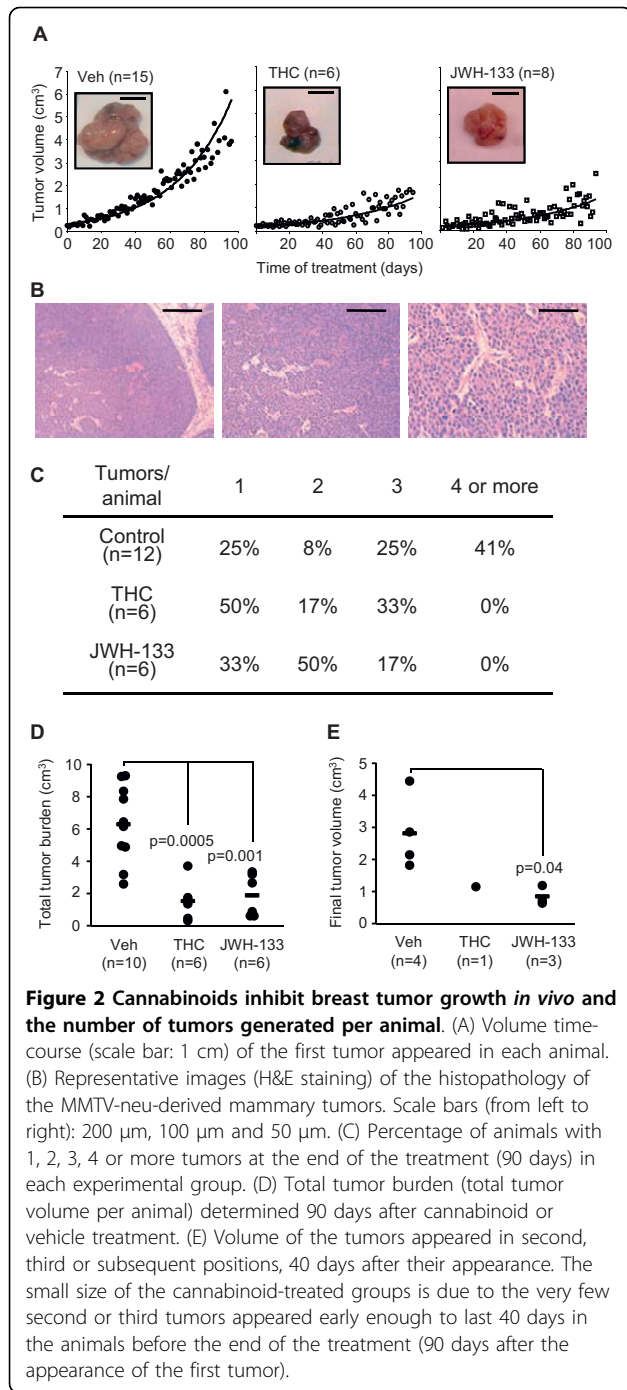 A
Veh (n=15)
THC (n=6)
JWH-133 (n=8)
Tumor volume (cm³)
7
6
5
4
3
2
1
0
0 20 40 60 80 100
20 40 60 80 100
20 40 60 80 100
Time of treatment (days)
B
C
Tumors/ 1 2 3 4 or more
animal
Control 25% 8% 25% 41%
(n=12)
THC 50% 17% 33% 0%
(n=6)
JWH-133 33% 50% 17% 0%
(n=6)
D
Total tumor burden (cm³)
10
8
6
4
2
0
p=0.0005
p=0.001
Veh THC JWH-133
(n=10) (n=6) (n=6)
E
Final tumor volume (cm³)
5
4
3
2
1
0
p=0.04
Veh THC JWH-133
(n=4) (n=1) (n=3)
Figure 2 Cannabinoids inhibit breast tumor growth in vivo and
the number of tumors generated per animal. (A) Volume time-
course (scale bar: 1 cm) of the first tumor appeared in each animal.
(B) Representative images (H&E staining) of the histopathology of
the MMTV-neu-derived mammary tumors. Scale bars (from left to
right): 200 μm, 100 μm and 50 μm. (C) Percentage of animals with
1, 2, 3, 4 or more tumors at the end of the treatment (90 days) in
each experimental group. (D) Total tumor burden (total tumor
volume per animal) determined 90 days after cannabinoid or
vehicle treatment. (E) Volume of the tumors appeared in second,
third or subsequent positions, 40 days after their appearance. The
small size of the cannabinoid-treated groups is due to the very few
second or third tumors appeared early enough to last 40 days in
the animals before the end of the treatment (90 days after the
appearance of the first tumor).